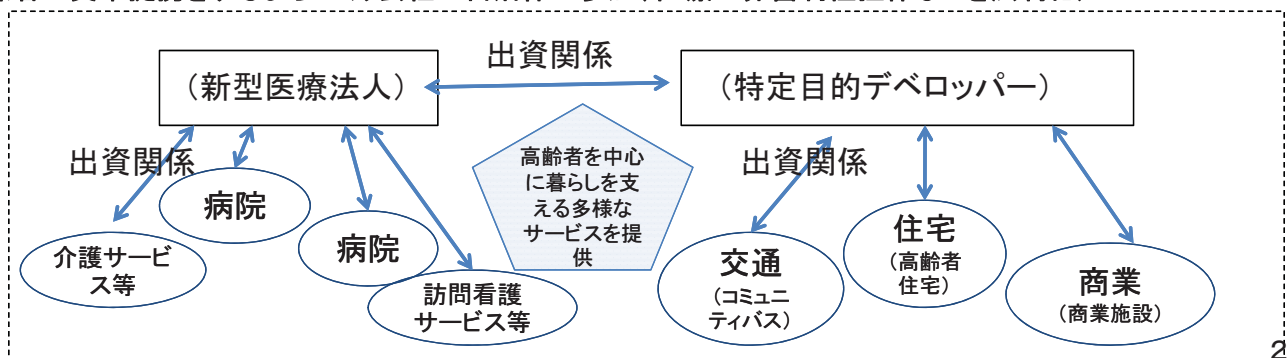 出資関係
（新型医療法人）
（特定目的デベロッパー）
出資関係
病院
介護サービ
ス等
病院
訪問看護
サービス等
高齢者を中心
に暮らしを支
える多様な
サービスを提
供
出資関係
交通
（コミュニ
ティバス）
住宅
（高齢者
住宅）
商業
（商業施設）
2